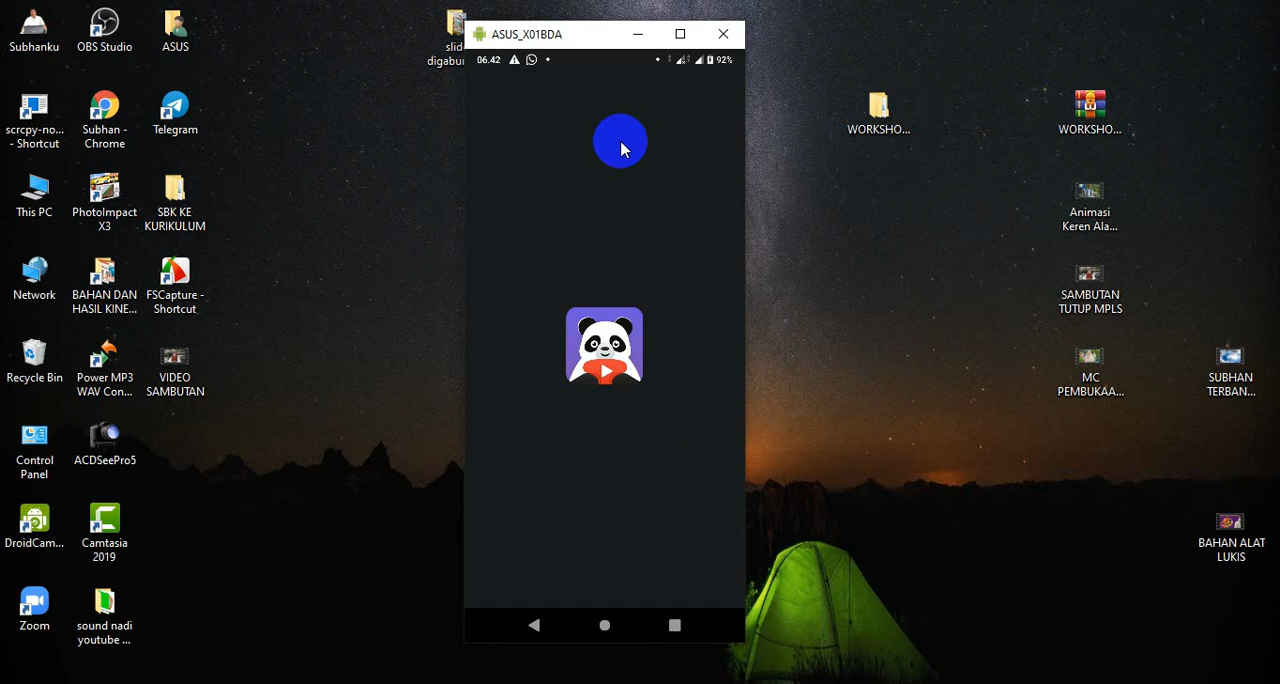 Subhanku
OBS Studio
ASUS
scrcpy-no...
- Shortcut
Subhan -
Chrome
Telegram
This PC
PhotoImpact
X3
SBK KE
KURIKULUM
Network
BAHAN DAN
HASIL KINE...
FSCapture -
Shortcut
Recycle Bin
Power MP3
WAV Con...
VIDEO
SAMBUTAN
Control
Panel
ACDSeePro5
DroidCam...
Camtasia
2019
Zoom
sound nadi
youtube ...
slid
digabun
ASUS_X01BDA
06.42
92%
WORKSHO...
WORKSHO...
Animasi
Keren Ala...
SAMBUTAN
TUTUP MPLS
MC
PEMBUKAA...
SUBHAN
TERBAN...
BAHAN ALAT
LUKIS